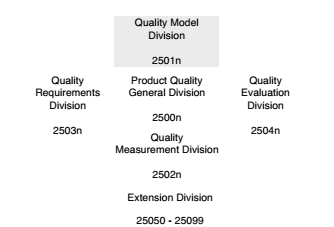 Quality Model
Division
2501n
Quality
Requirements
Division
2503n
Product Quality
General Division
2500n
Quality
Evaluation
Division
2504n
Quality
Measurement Division
2502n
Extension Division
25050 - 25099